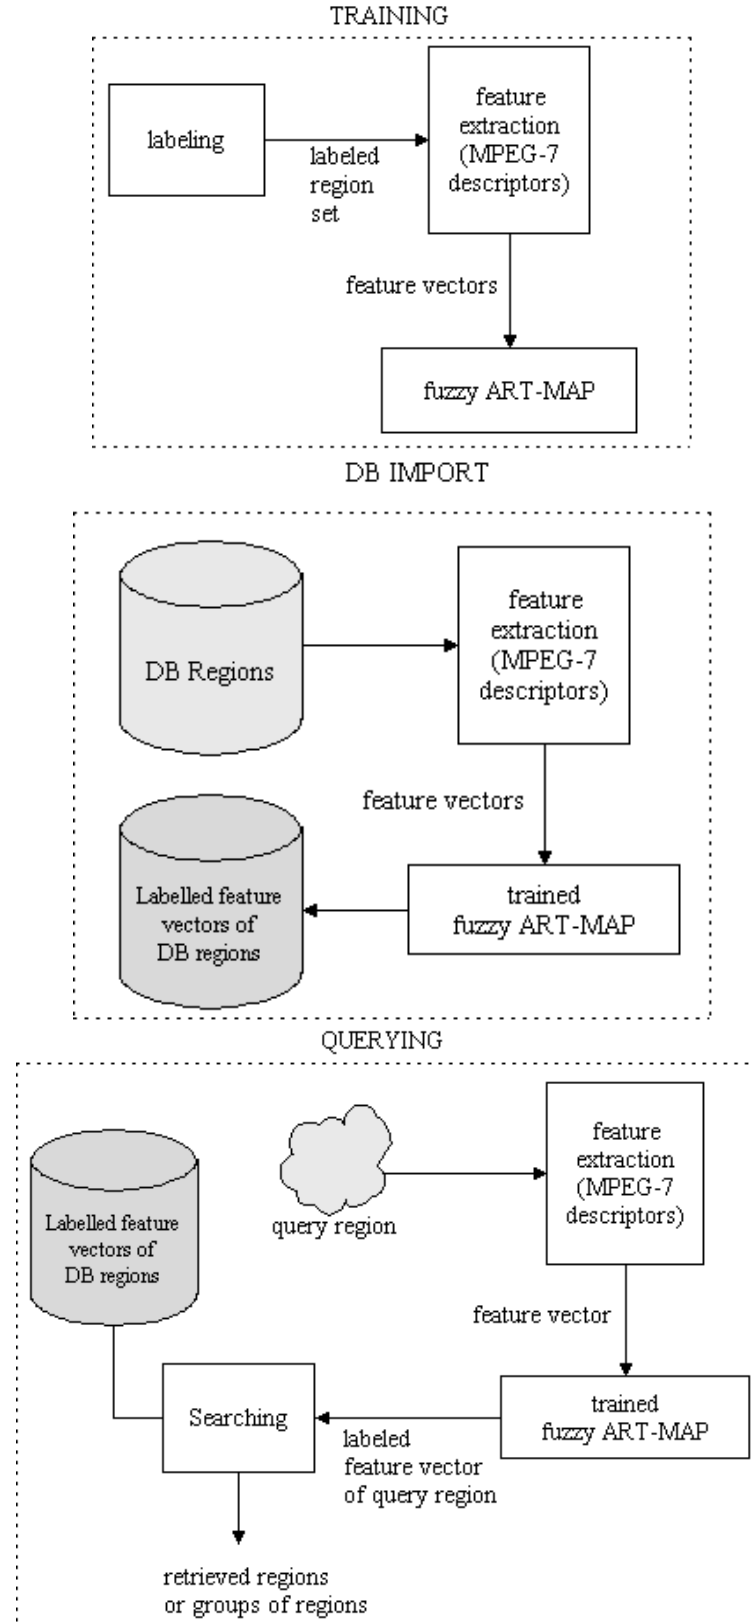 TRAINING
labeling
labeled
region
set
feature
extraction
(MPEG-7
descriptors)
feature vectors
fuzzy ART-MAP
DB IMPORT
DB Regions
feature
extraction
(MPEG-7
descriptors)
feature vectors
trained
fuzzy ART-MAP
Labelled feature
vectors of
DB regions
QUERYING
query region
feature
extraction
(MPEG-7
descriptors)
feature vector
trained
fuzzy ART-MAP
labeled
feature vector
of query region
Labelled feature
vectors of
DB regions
Searching
retrieved regions
or groups of regions